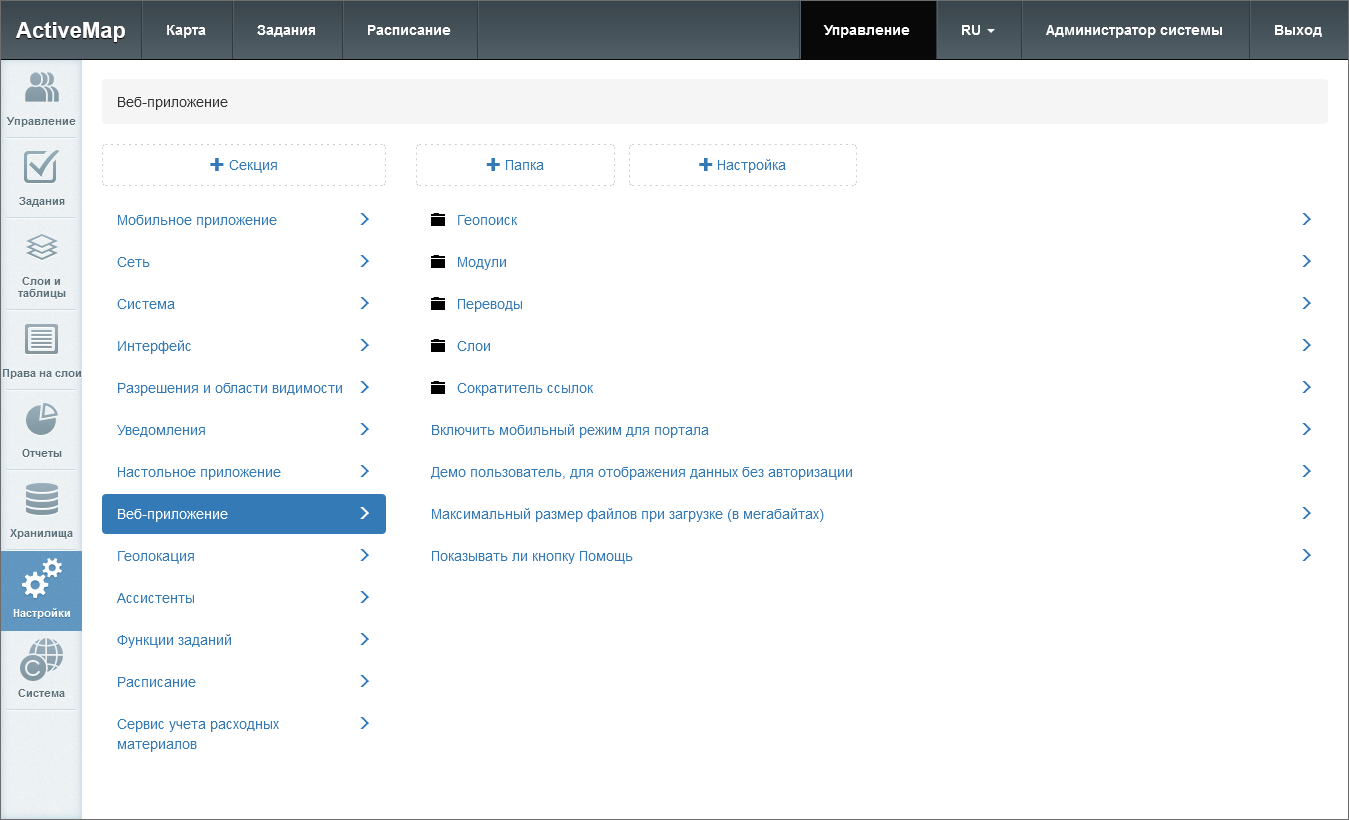 ActiveMap
Карта
Задания
Расписание
Управление
RU
Администратор системы
Выход
Управление
Задания
Слои и
таблицы
Права на слои
Отчеты
Хранилища
Настройки
Система
Веб-приложение
Секция
Папка
Настройка
Мобильное приложение
Сеть
Система
Интерфейс
Разрешения и области видимости
Уведомления
Настольное приложение
Веб-приложение
Геолокация
Ассистенты
Функции заданий
Расписание
Сервис учета расходных
материалов
Геопоиск
Модули
Переводы
Слои
Сократитель ссылок
Включить мобильный режим для портала
Демо пользователь, для отображения данных без авторизации
Максимальный размер файлов при загрузке (в мегабайтах)
Показывать ли кнопку Помощь